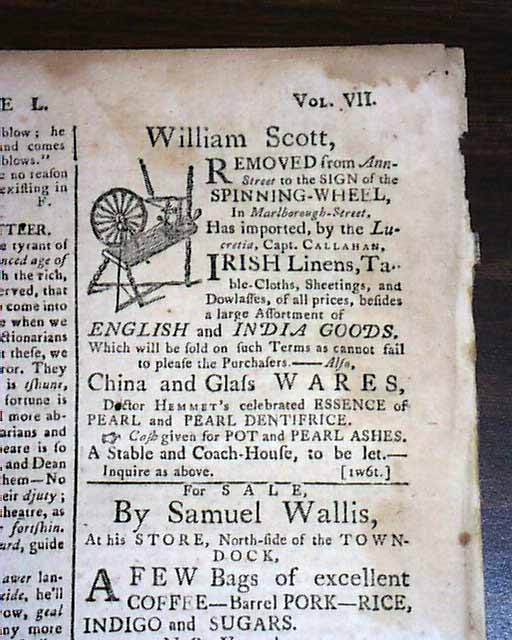 E L.
VOL. VII.
blow ; he
and comes
blows."
e no reason
existing in
F.
TTEER.
e tyrant of
nced age of
h the rich,
erved, that
o come into
e when we
ctionarians
t these, we
ror. They
is tshune,
fortune is
l more ab-
arians and
eare is so
, and Dean
them—No
eir djuty ;
theatre, as
r fortshin.
urd, guide
awer lan-
eide, he'll
row, geal
ny more
William Scott,
REMOVED from Ann-
Street to the SIGN of the
SPINNING-WHEEL,
In Marlborough-Street,
Has imported, by the Lu-
cretia, Capt. CALLAHAN,
IRISH Linens, Ta-
ble-Cloths, Sheetings, and
Dowlasses, of all prices, besides
a large Assortment of
ENGLISH and INDIA GOODS,
Which will be sold on such Terms as cannot fail
to please the Purchasers.——Also,
China and Glass WARES,
Doctor HEMMET's celebrated ESSENCE of
PEARL and PEARL DENTIFRICE.
☞ Cash given for POT and PEARL ASHES.
A Stable and Coach-House, to be let.—
Inquire as above. [1w6t.]
For SALE,
By Samuel Wallis,
At his STORE, North-side of the TOWN-
DOCK,
A FEW Bags of excellent
COFFEE—Barrel PORK—RICE,
INDIGO and SUGARS.